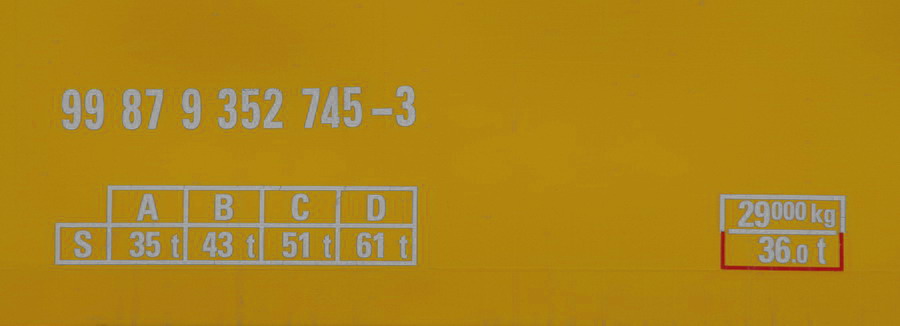 99 87 9 352 745-3
A B C D
S 35 t 43 t 51 t 61 t
29000 kg
36.0 t